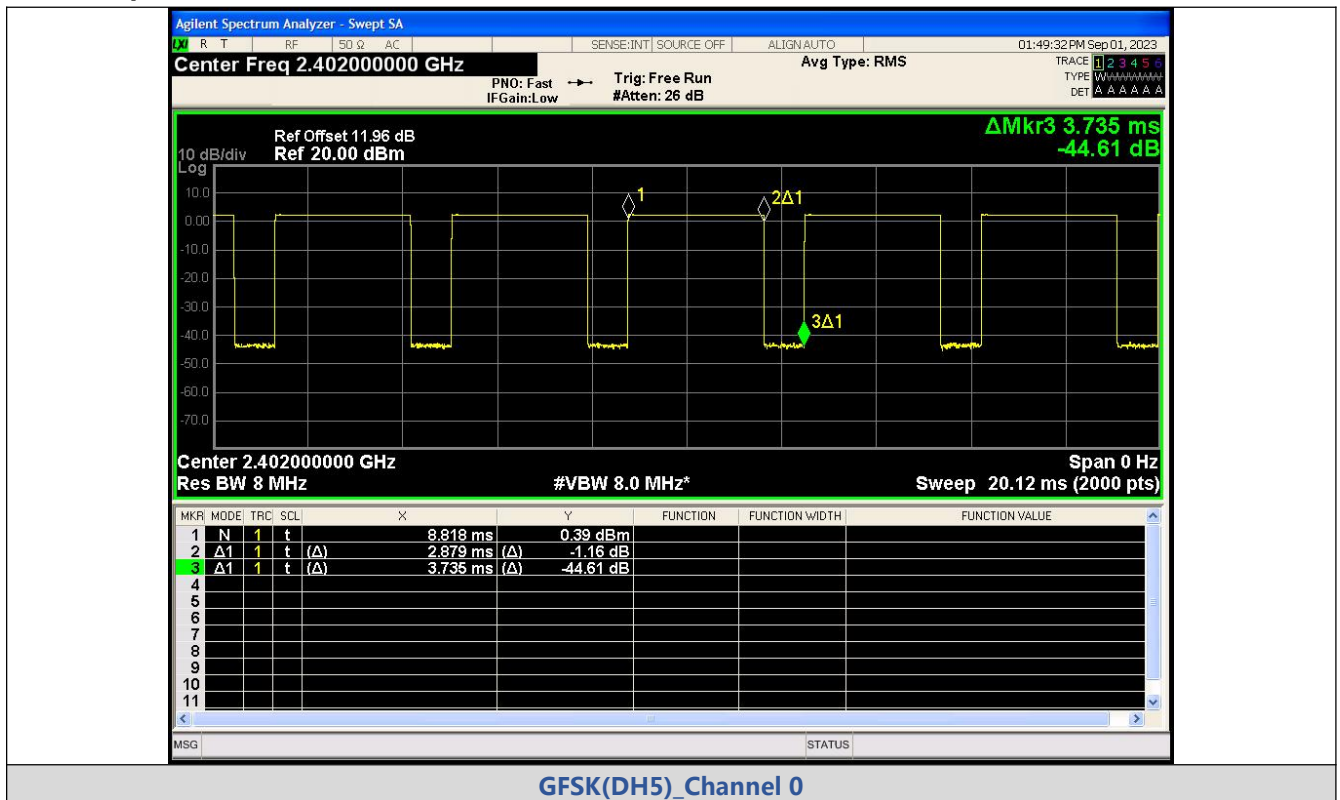 Agilent Spectrum Analyzer - Swept SA
LXI R T RF 50 Ω AC SENSE:INT SOURCE OFF ALIGN AUTO 01:49:32 PM Sep 01, 2023
Center Freq 2.402000000 GHz
PNO: Fast
IFGain:Low
Trig: Free Run
#Atten: 26 dB
Avg Type: RMS
TRACE 1 2 3 4 5 6
TYPE WWWWWW
DET A A A A A A
ΔMkr3 3.735 ms
-44.61 dB
10 dB/div
Log
Ref Offset 11.96 dB
Ref 20.00 dBm
10.0
0.00
-10.0
-20.0
-30.0
-40.0
-50.0
-60.0
-70.0
1
2Δ1
3Δ1
Center 2.402000000 GHz Span 0 Hz
Res BW 8 MHz #VBW 8.0 MHz* Sweep 20.12 ms (2000 pts)
MKR MODE TRC SCL X Y FUNCTION FUNCTION WIDTH FUNCTION VALUE
1 N 1 t 8.818 ms 0.39 dBm
2 Δ1 1 t (Δ) 2.879 ms (Δ) -1.16 dB
3 Δ1 1 t (Δ) 3.735 ms (Δ) -44.61 dB
4
5
6
7
8
9
10
11
MSG STATUS
GFSK(DH5)_Channel 0